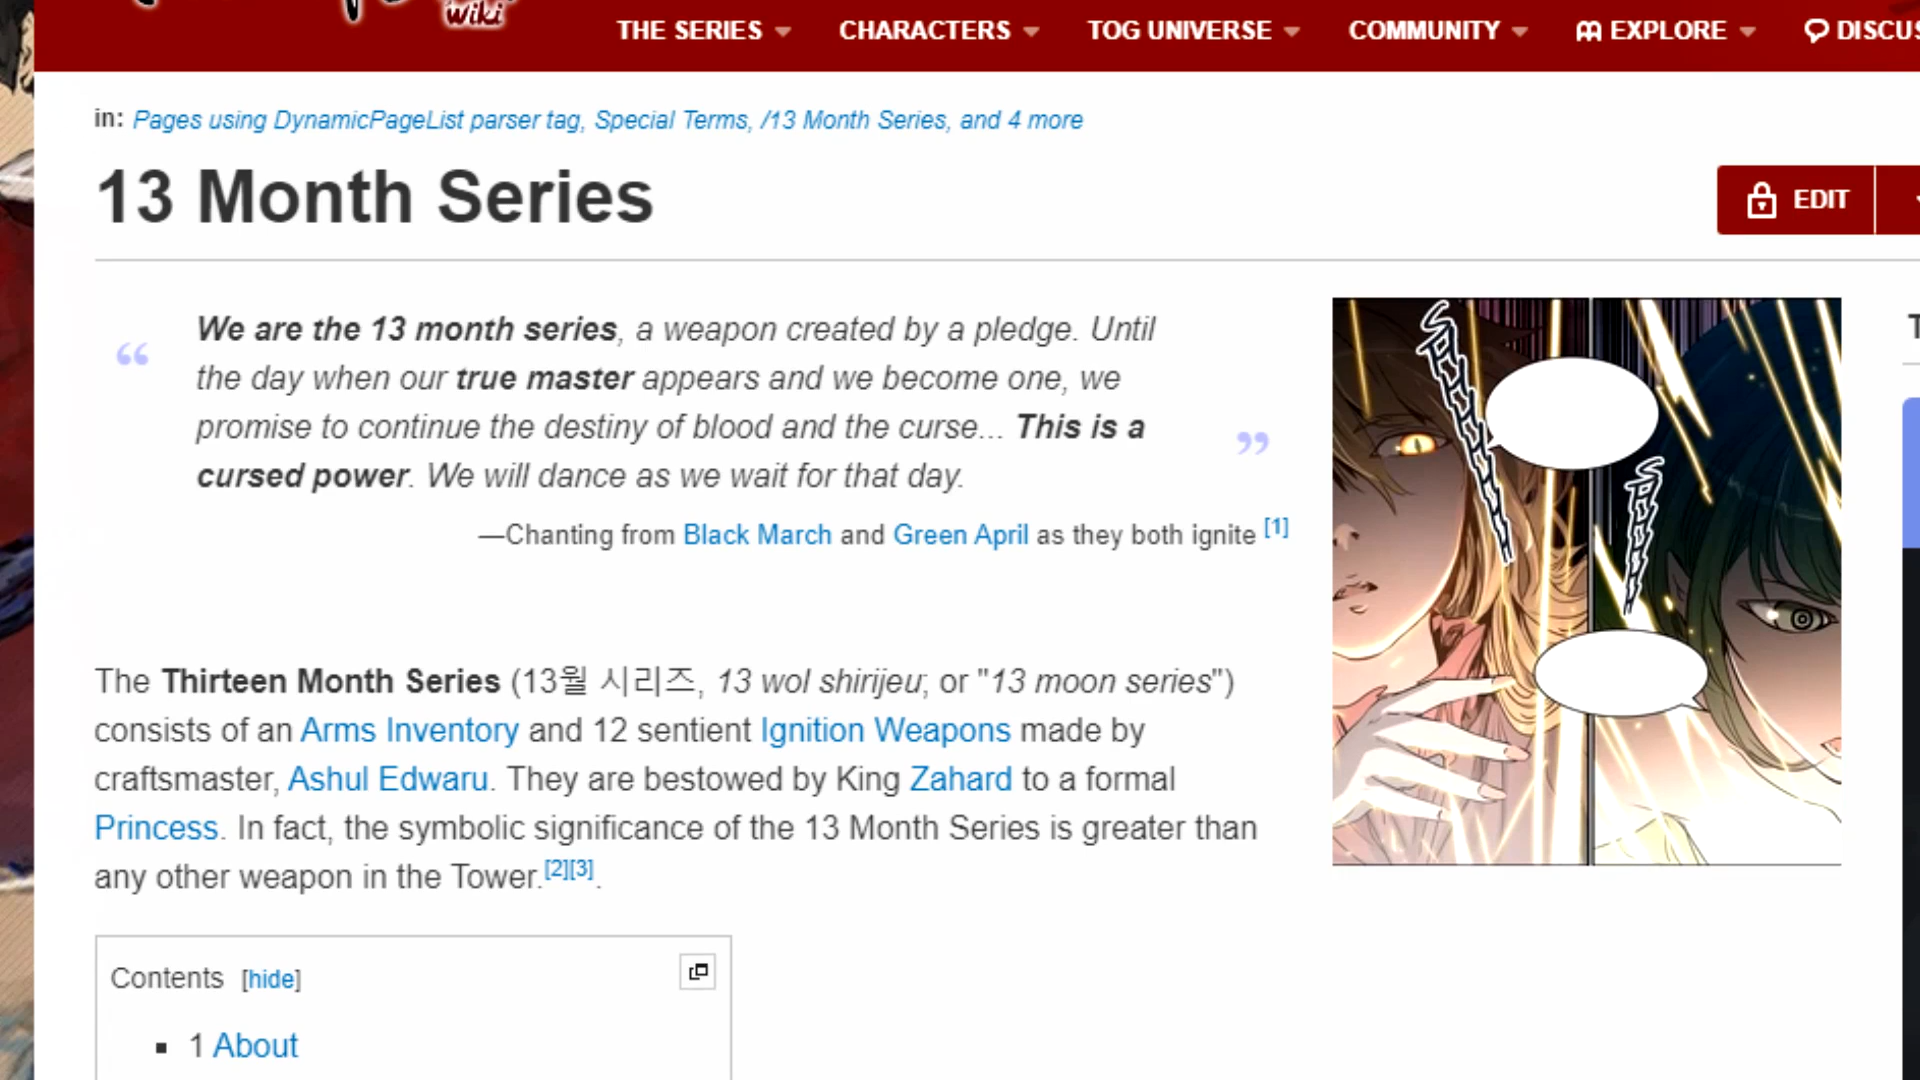 Wiki
THE SERIES
CHARACTERS
TOG UNIVERSE
COMMUNITY
EXPLORE
in: Pages using DynamicPageList parser tag, Special Terms, /13 Month Series, and 4 more
13 Month Series
EDIT
“ We are the 13 month series, a weapon created by a pledge. Until
the day when our true master appears and we become one, we
promise to continue the destiny of blood and the curse... This is a ”
cursed power. We will dance as we wait for that day.
—Chanting from Black March and Green April as they both ignite [1]
The Thirteen Month Series (13월 시리즈, 13 wol shirijeu; or "13 moon series")
consists of an Arms Inventory and 12 sentient Ignition Weapons made by
craftsmaster, Ashul Edwaru. They are bestowed by King Zahard to a formal
Princess. In fact, the symbolic significance of the 13 Month Series is greater than
any other weapon in the Tower.[2][3].
Contents [hide]
▪ 1 About